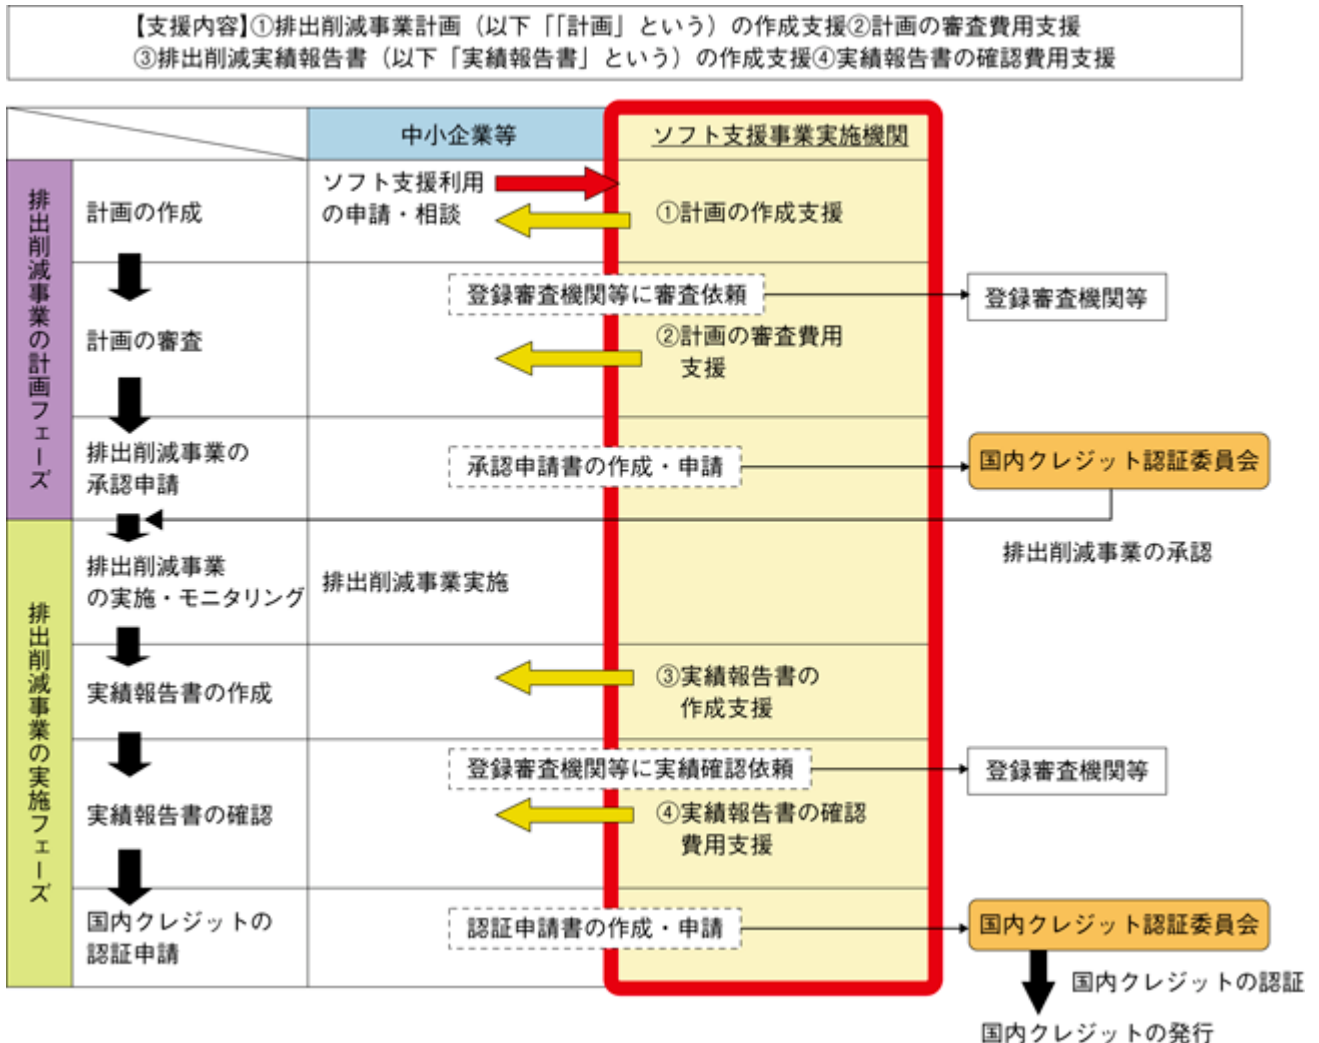 【支援内容】①排出削減事業計画（以下「「計画」という）の作成支援②計画の審査費用支援
③排出削減実績報告書（以下「実績報告書」という）の作成支援④実績報告書の確認費用支援
中小企業等
ソフト支援事業実施機関
排出削減事業の計画フェーズ
計画の作成
ソフト支援利用
の申請・相談
①計画の作成支援
登録審査機関等に審査依頼
登録審査機関等
計画の審査
②計画の審査費用
支援
排出削減事業の
承認申請
承認申請書の作成・申請
国内クレジット認証委員会
排出削減事業の承認
排出削減事業の実施フェーズ
排出削減事業
の実施・モニタリング
排出削減事業実施
実績報告書の作成
③実績報告書の
作成支援
登録審査機関等に実績確認依頼
登録審査機関等
実績報告書の確認
④実績報告書の確認
費用支援
国内クレジットの
認証申請
認証申請書の作成・申請
国内クレジット認証委員会
国内クレジットの認証
国内クレジットの発行